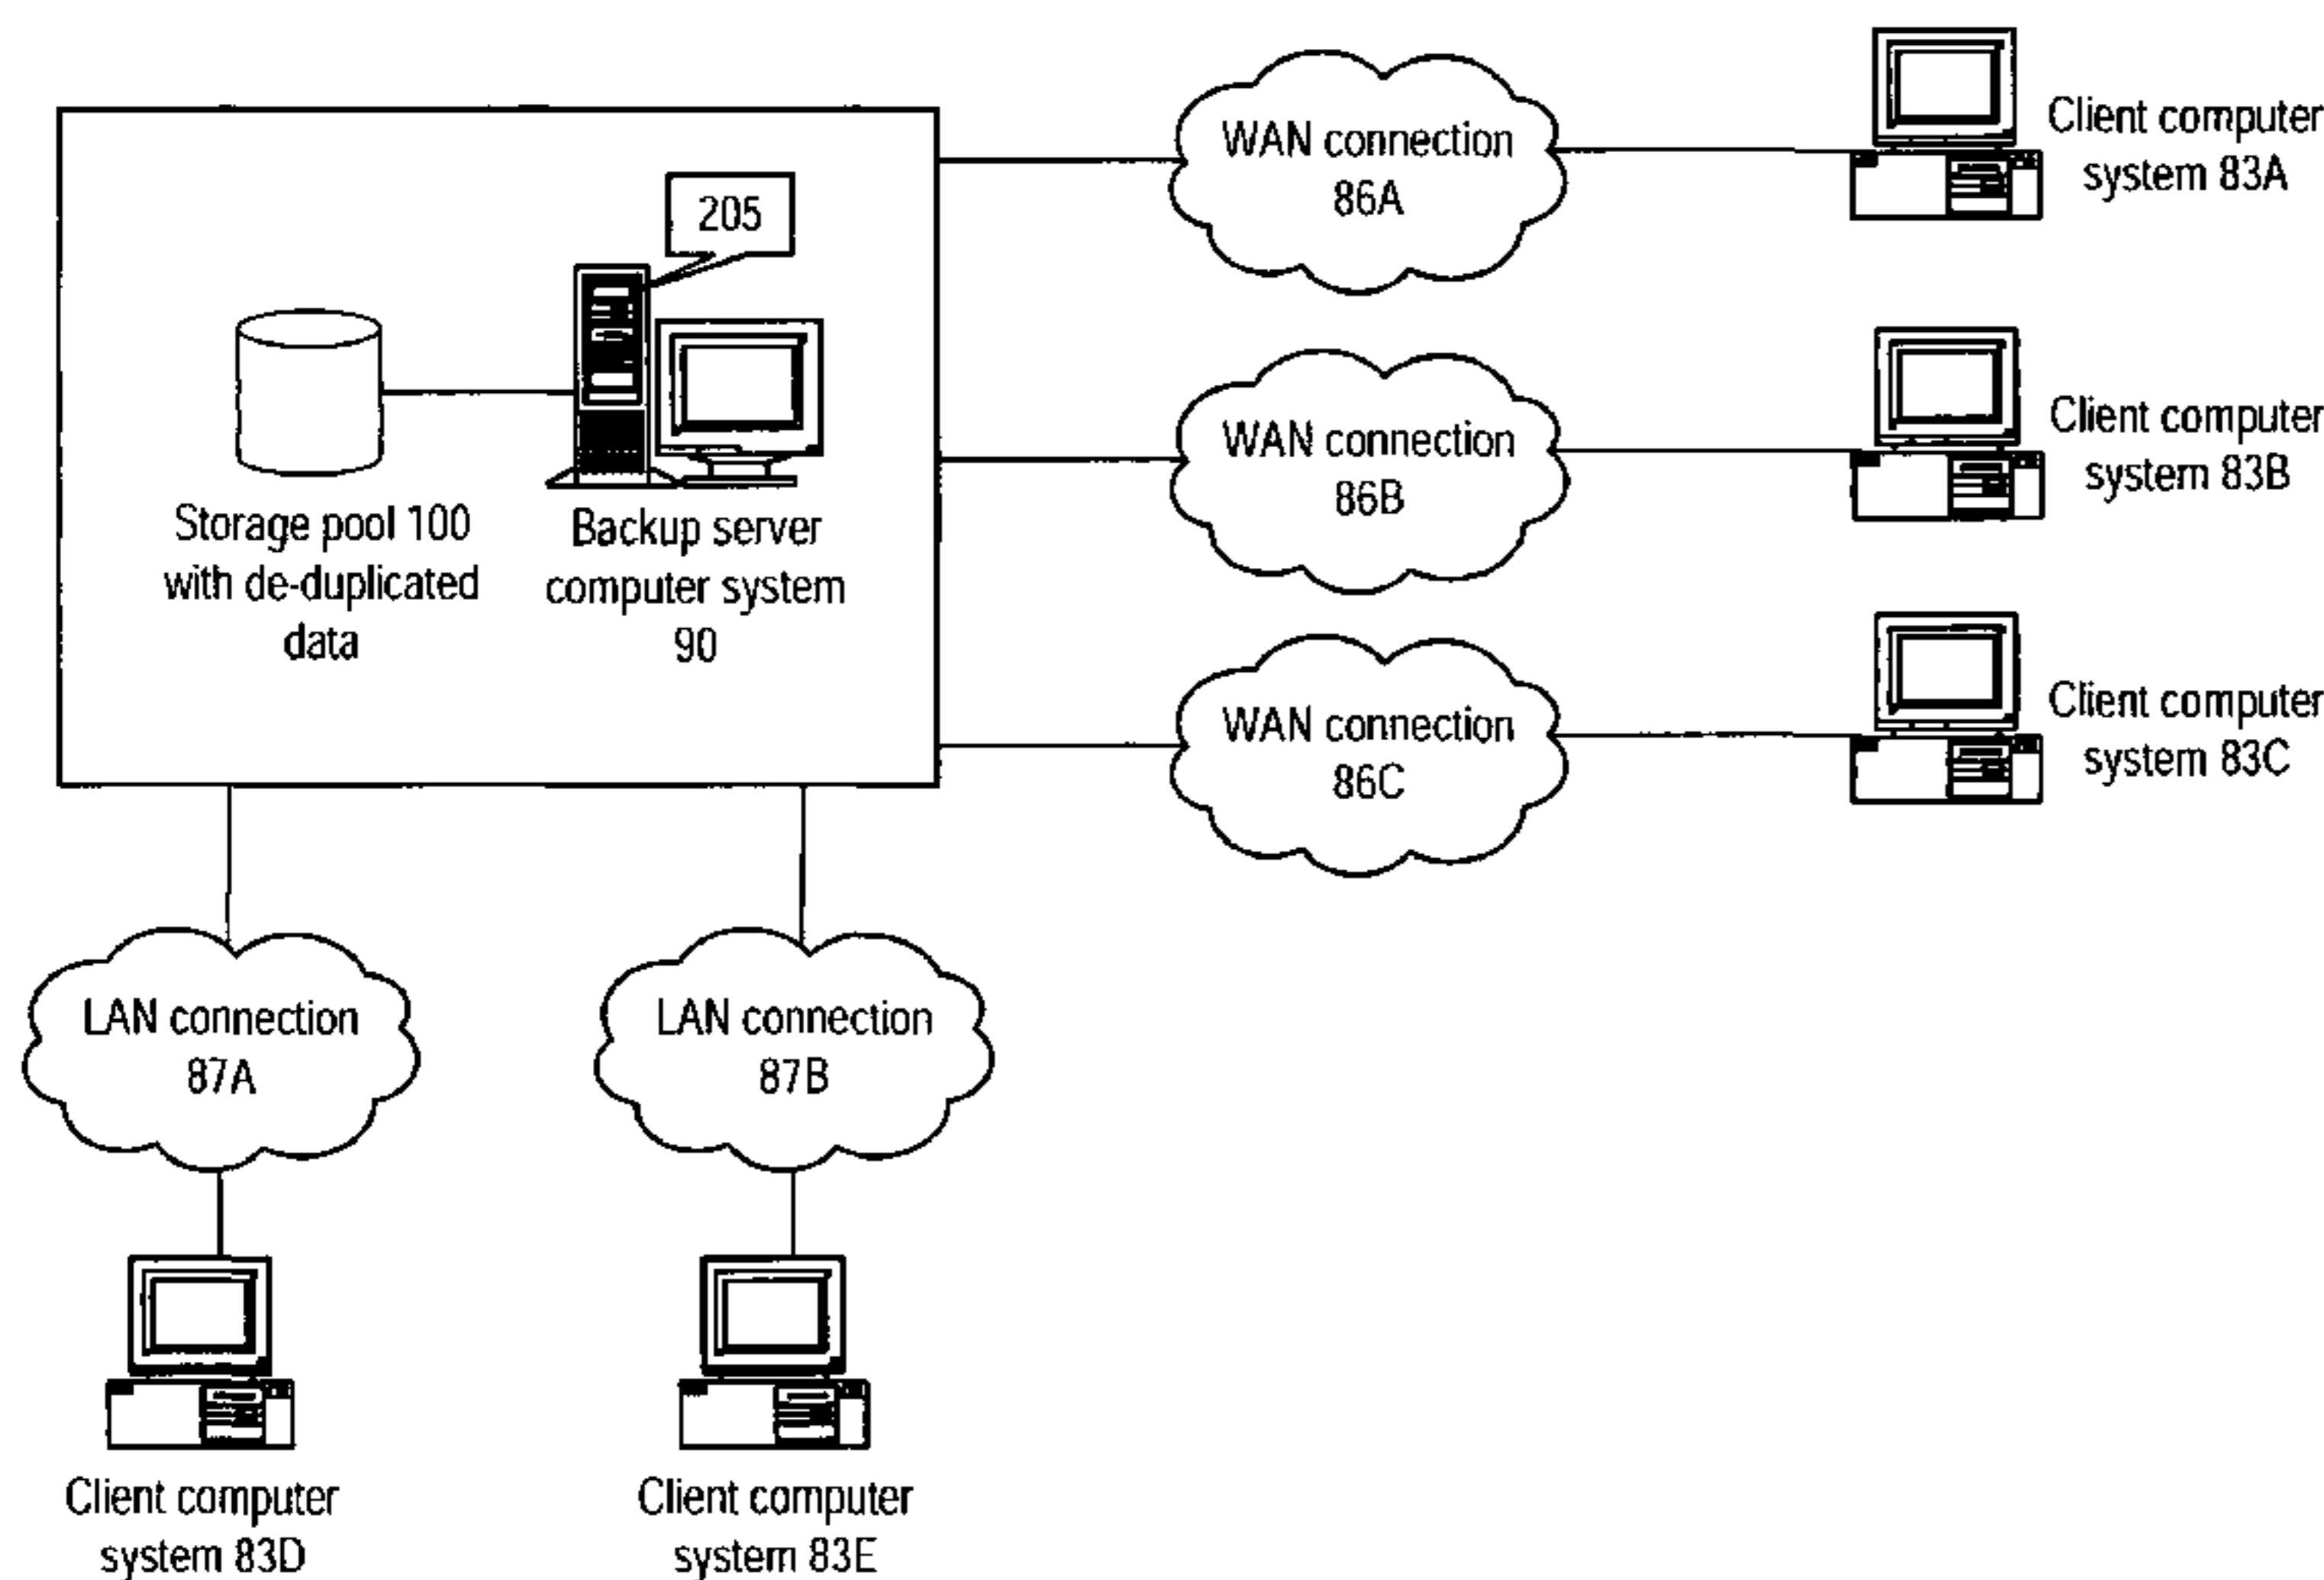 WAN connection
86A
Client computer
system 83A
205
Storage pool 100
with de-duplicated
data
Backup server
computer system
90
WAN connection
86B
Client computer
system 83B
WAN connection
86C
Client computer
system 83C
LAN connection
87A
LAN connection
87B
Client computer
system 83D
Client computer
system 83E